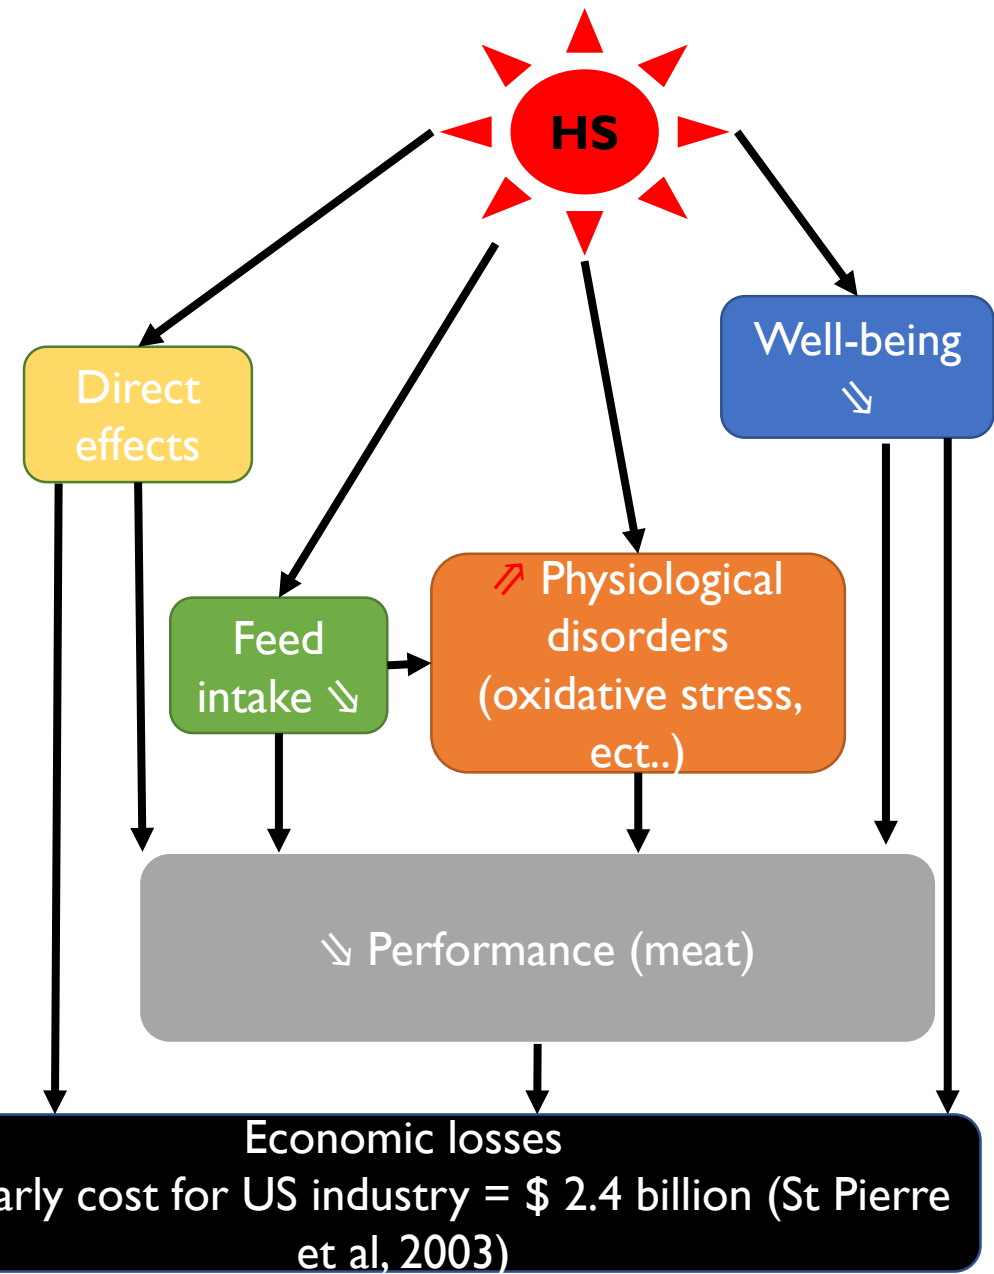 HS
Well-being
⇘
Direct
effects
⇗ Physiological
disorders
(oxidative stress,
ect..)
Feed
intake ⇘
⇘ Performance (meat)
Economic losses
arly cost for US industry = $ 2.4 billion (St Pierre
et al, 2003)